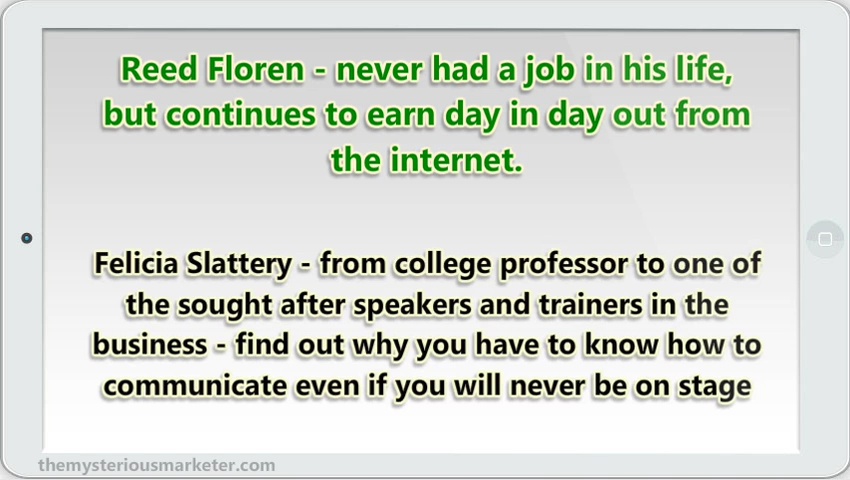 Reed Floren - never had a job in his life,
but continues to earn day in day out from
the internet.
Felicia Slattery - from college professor to one of
the sought after speakers and trainers in the
business - find out why you have to know how to
communicate even if you will never be on stage
themysteriousmarketer.com